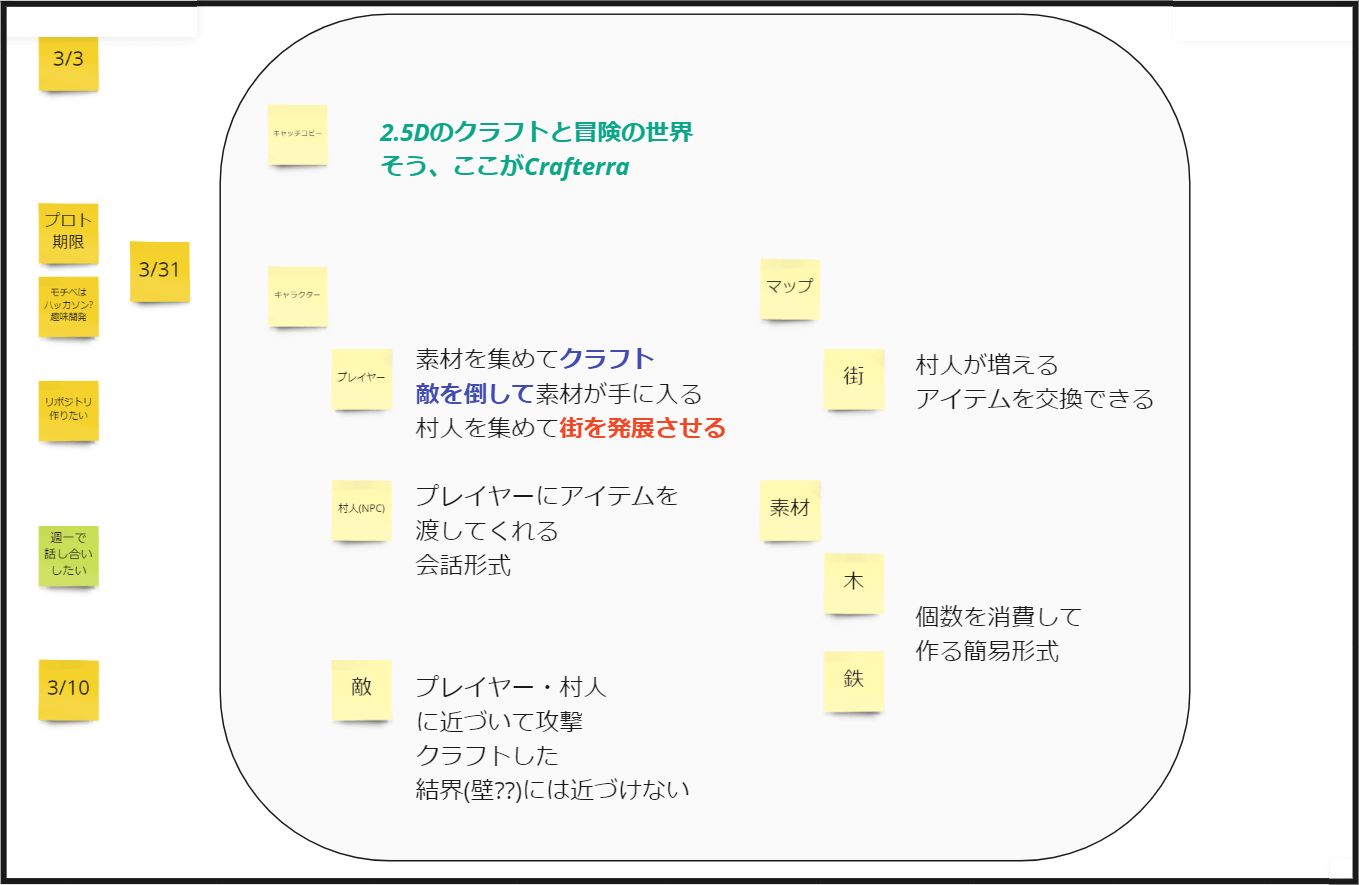 3/3
プロト
期限
3/31
モチベは
ハッカソン?
趣味開発
リポジトリ
作りたい
週一で
話し合い
したい
3/10
キャッチコピー
2.5Dのクラフトと冒険の世界
そう、ここがCrafterra
キャラクター
プレイヤー
素材を集めてクラフト
敵を倒して素材が手に入る
村人を集めて街を発展させる
村人(NPC)
プレイヤーにアイテムを
渡してくれる
会話形式
敵
プレイヤー・村人
に近づいて攻撃
クラフトした
結界(壁??)には近づけない
マップ
街
村人が増える
アイテムを交換できる
素材
木
鉄
個数を消費して
作る簡易形式